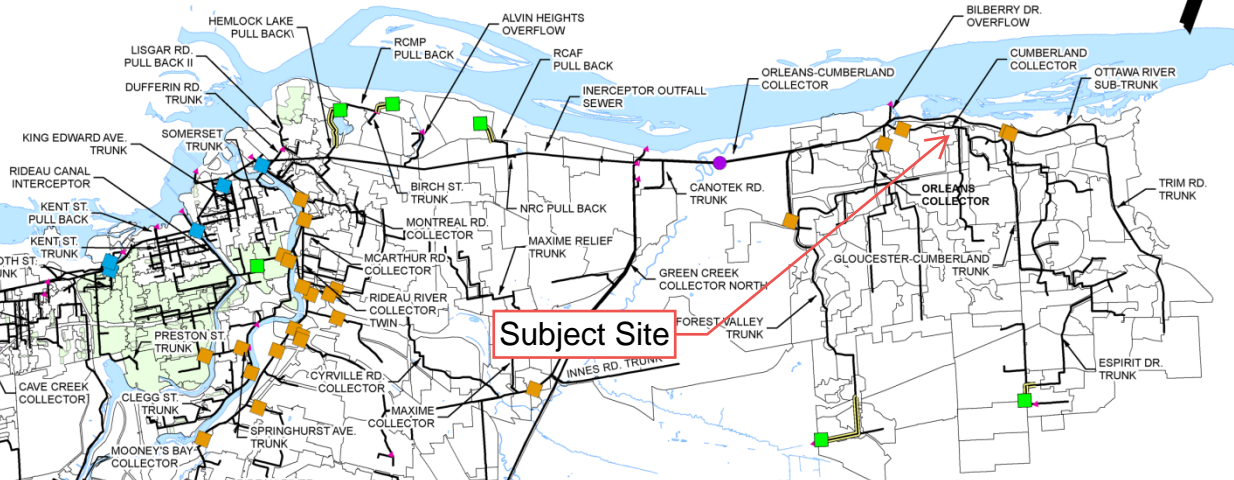 HEMLOCK LAKE
PULL BACK\
ALVIN HEIGHTS
OVERFLOW
BILBERRY DR.
OVERFLOW
LISGAR RD.
PULL BACK II
RCMP
PULL BACK
RCAF
PULL BACK
CUMBERLAND
COLLECTOR
DUFFERIN RD.
TRUNK
ORLEANS-CUMBERLAND
COLLECTOR
OTTAWA RIVER
SUB-TRUNK
INERCEPTOR OUTFALL
SEWER
KING EDWARD AVE.
TRUNK
SOMERSET
TRUNK
RIDEAU CANAL
INTERCEPTOR
BIRCH ST.
TRUNK
CANOTEK RD.
TRUNK
ORLEANS
COLLECTOR
TRIM RD.
TRUNK
KENT ST.
PULL BACK
NRC PULL BACK
MONTREAL RD.
COLLECTOR
KENT ST.
TRUNK
MAXIME RELIEF
TRUNK
OTH ST.
UNK
MCARTHUR RD.
COLLECTOR
GLOUCESTER-CUMBERLAND
TRUNK
GREEN CREEK
COLLECTOR NORTH
RIDEAU RIVER
COLLECTOR
TWIN
Subject Site
FOREST VALLEY
TRUNK
PRESTON ST.
TRUNK
INNES RD. TRUNK
ESPIRIT DR.
TRUNK
CAVE CREEK
COLLECTOR
CYRVILLE RD.
COLLECTOR
CLEGG ST.
TRUNK
MAXIME
COLLECTOR
SPRINGHURST AVE.
TRUNK
MOONEY'S BAY
COLLECTOR